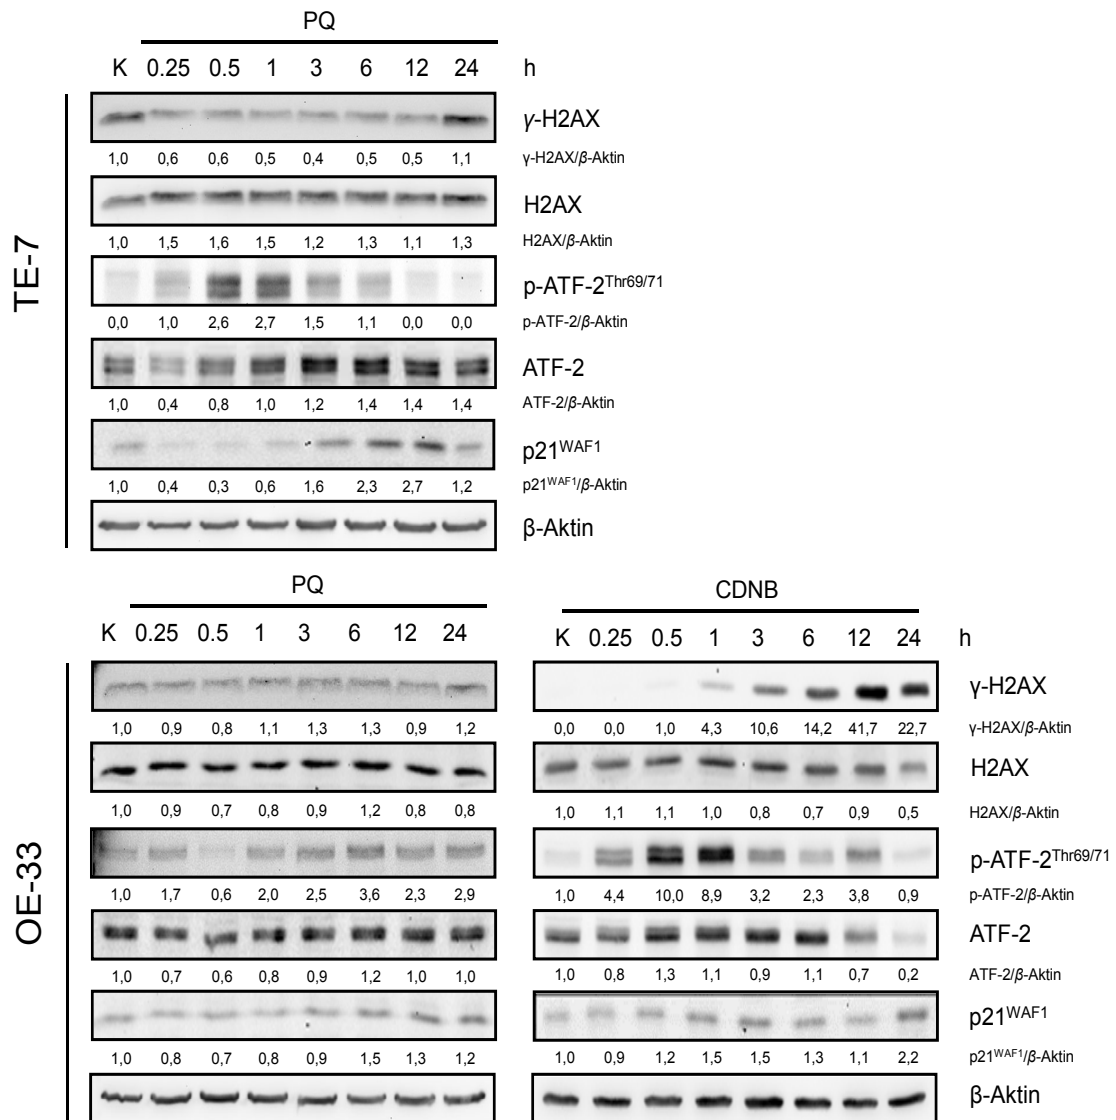 PQ
K 0.25 0.5 1 3 6 12 24 h
TE-7
γ-H2AX
1,0 0,6 0,6 0,5 0,4 0,5 0,5 1,1 γ-H2AX/β-Aktin
H2AX
1,0 1,5 1,6 1,5 1,2 1,3 1,1 1,3 H2AX/β-Aktin
p-ATF-2Thr69/71
0,0 1,0 2,6 2,7 1,5 1,1 0,0 0,0 p-ATF-2/β-Aktin
ATF-2
1,0 0,4 0,8 1,0 1,2 1,4 1,4 1,4 ATF-2/β-Aktin
p21WAF1
1,0 0,4 0,3 0,6 1,6 2,3 2,7 1,2 p21WAF1/β-Aktin
β-Aktin
PQ
K 0.25 0.5 1 3 6 12 24
OE-33
1,0 0,9 0,8 1,1 1,3 1,3 0,9 1,2
1,0 0,9 0,7 0,8 0,9 1,2 0,8 0,8
1,0 1,7 0,6 2,0 2,5 3,6 2,3 2,9
1,0 0,7 0,6 0,8 0,9 1,2 1,0 1,0
1,0 0,8 0,7 0,8 0,9 1,5 1,3 1,2
CDNB
K 0.25 0.5 1 3 6 12 24 h
γ-H2AX
0,0 0,0 1,0 4,3 10,6 14,2 41,7 22,7 γ-H2AX/β-Aktin
H2AX
1,0 1,1 1,1 1,0 0,8 0,7 0,9 0,5 H2AX/β-Aktin
p-ATF-2Thr69/71
1,0 4,4 10,0 8,9 3,2 2,3 3,8 0,9 p-ATF-2/β-Aktin
ATF-2
1,0 0,8 1,3 1,1 0,9 1,1 0,7 0,2 ATF-2/β-Aktin
p21WAF1
1,0 0,9 1,2 1,5 1,5 1,3 1,1 2,2 p21WAF1/β-Aktin
β-Aktin